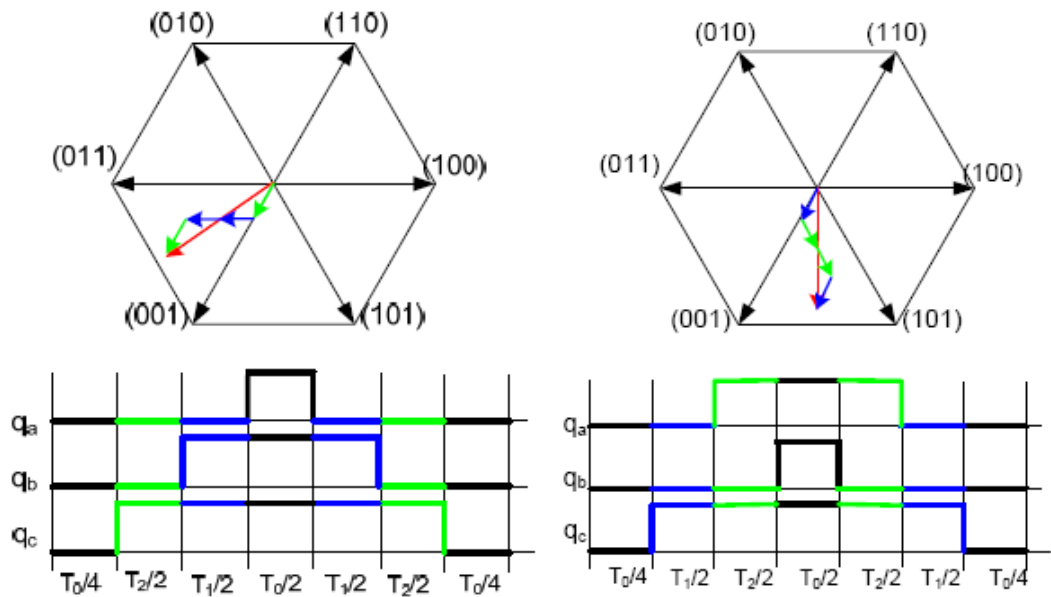 (010) (110) (010) (110)
(011) (100) (011) (100)
(001) (101) (001) (101)
qa qa
qb qb
qc qc
T0/4 T2/2 T1/2 T0/2 T1/2 T2/2 T0/4 T0/4 T1/2 T2/2 T0/2 T2/2 T1/2 T0/4